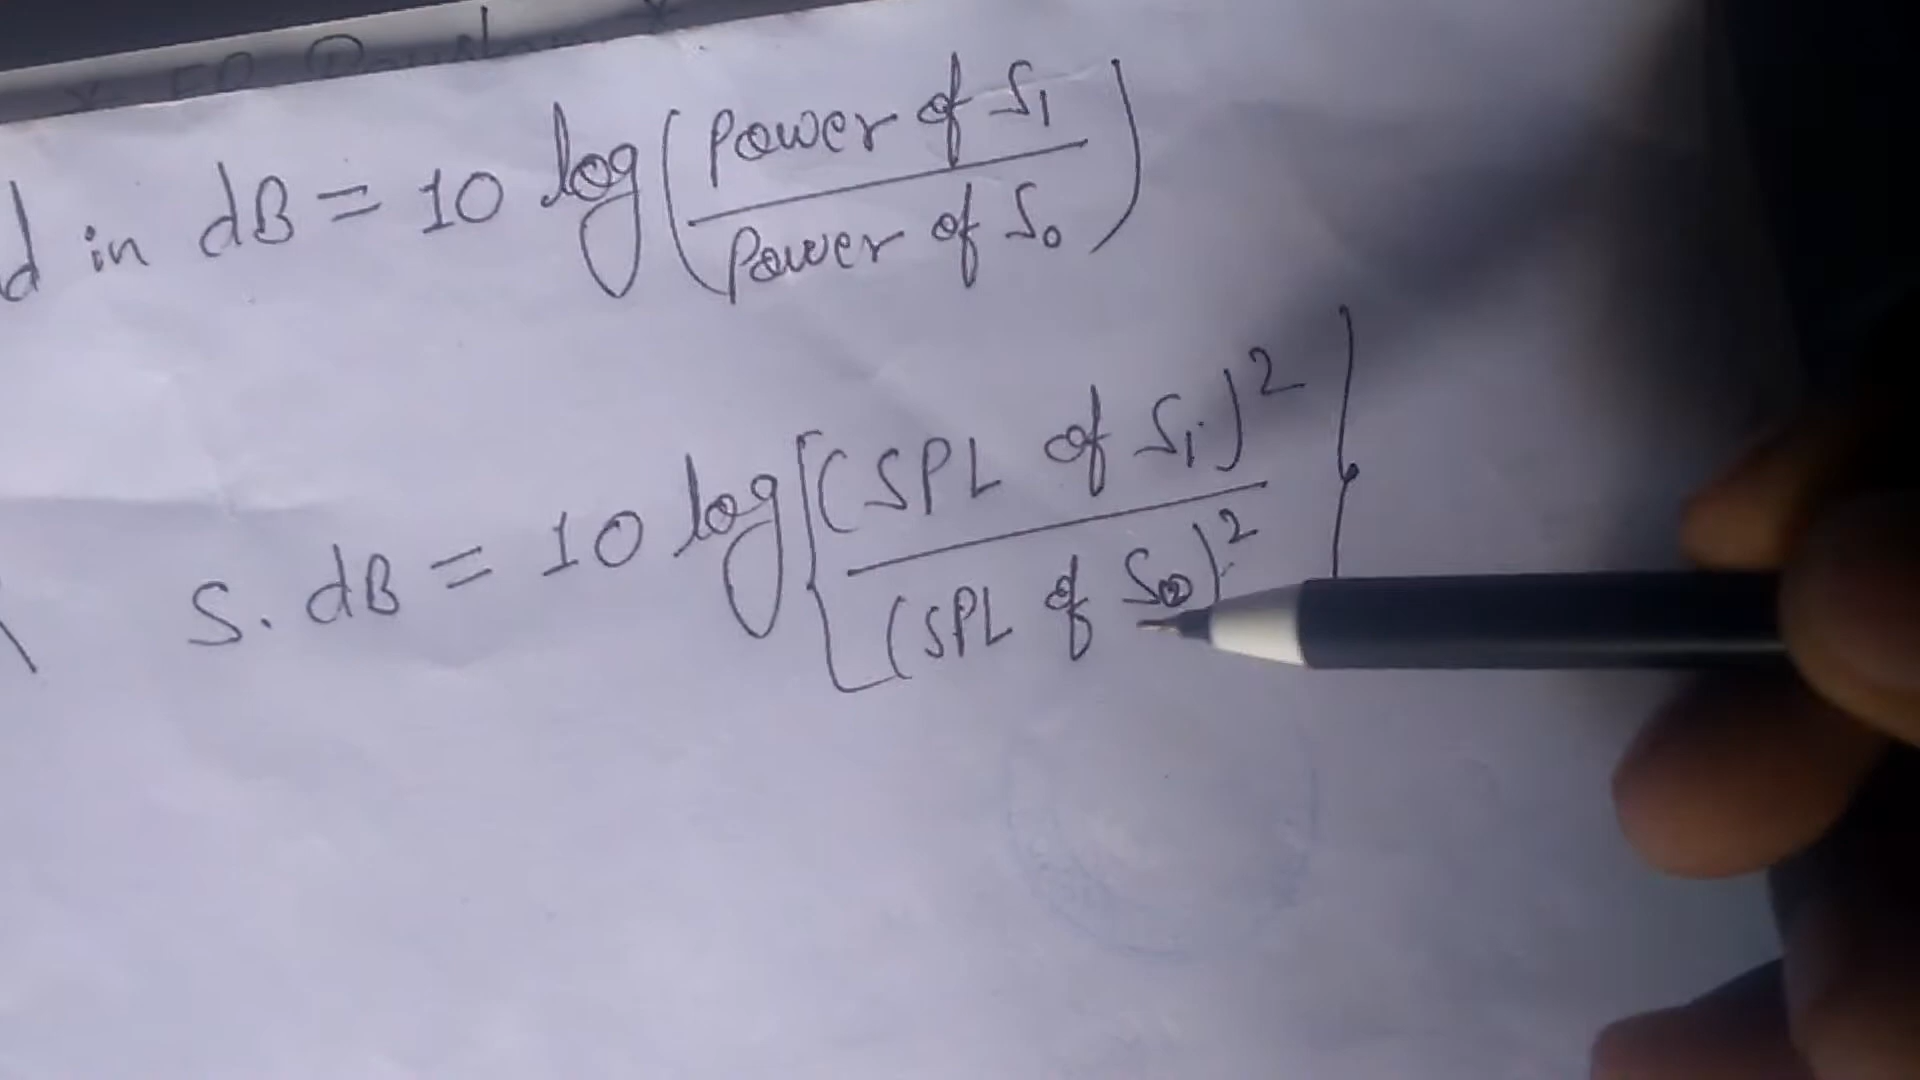 d in dB = 10 log (Power of S1 / Power of S0)
S. dB = 10 log [(SPL of S1)² / (SPL of S0)²]